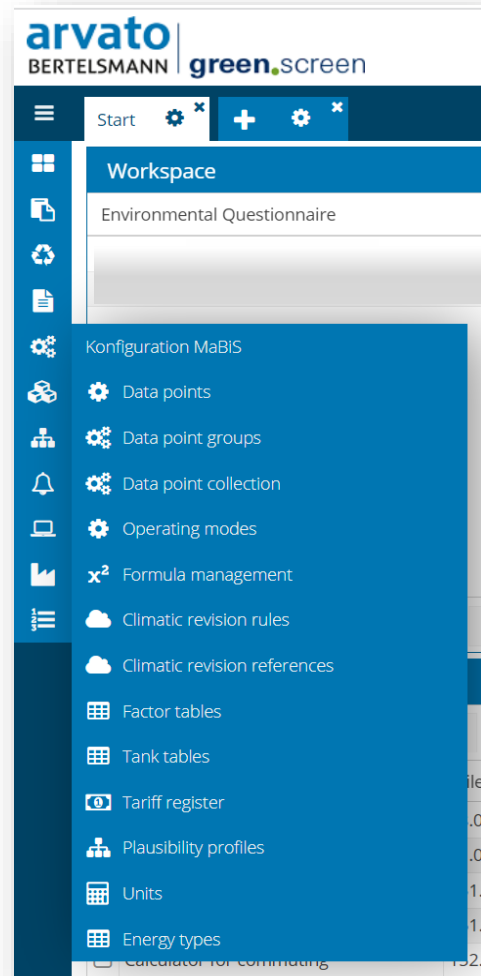 arvato
BERTELSMANN green.screen
Start
Workspace
Environmental Questionnaire
Konfiguration MaBiS
Data points
Data point groups
Data point collection
Operating modes
x² Formula management
Climatic revision rules
Climatic revision references
Factor tables
Tank tables
Tariff register
Plausibility profiles
Units
Energy types
Calculator for commuting